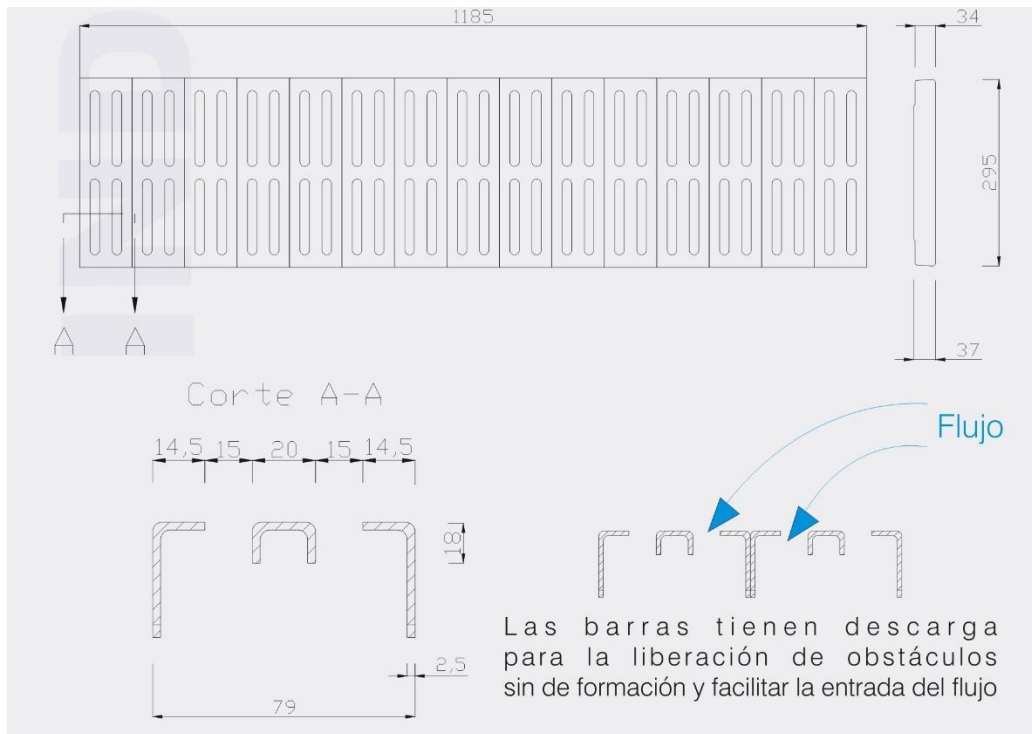 1185
34
295
37
A A
Corte A-A
14,5 15 20 15 14,5
18
2,5
79
Flujo
Las barras tienen descarga
para la liberación de obstáculos
sin de formación y facilitar la entrada del flujo
IND